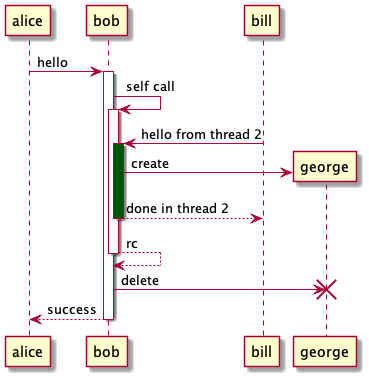 alice
bob
bill
hello
self call
hello from thread 2
create
george
done in thread 2
rc
delete
success
alice
bob
bill
george